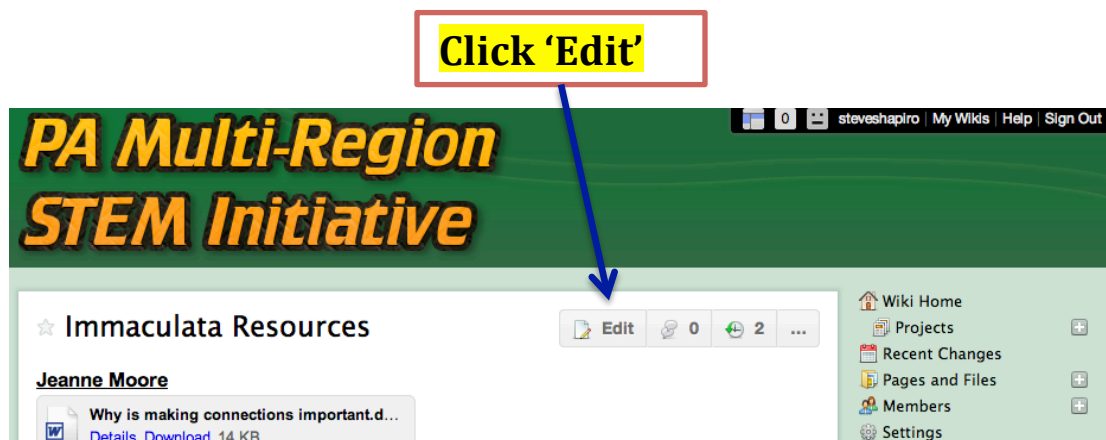 Click ‘Edit’
PA Multi-Region
STEM Initiative
0 steveshapiro | My Wikis | Help | Sign Out
Immaculata Resources
Edit 0 2 ...
Jeanne Moore
Why is making connections important.d...
Details Download 14 KB
Wiki Home
Projects
Recent Changes
Pages and Files
Members
Settings